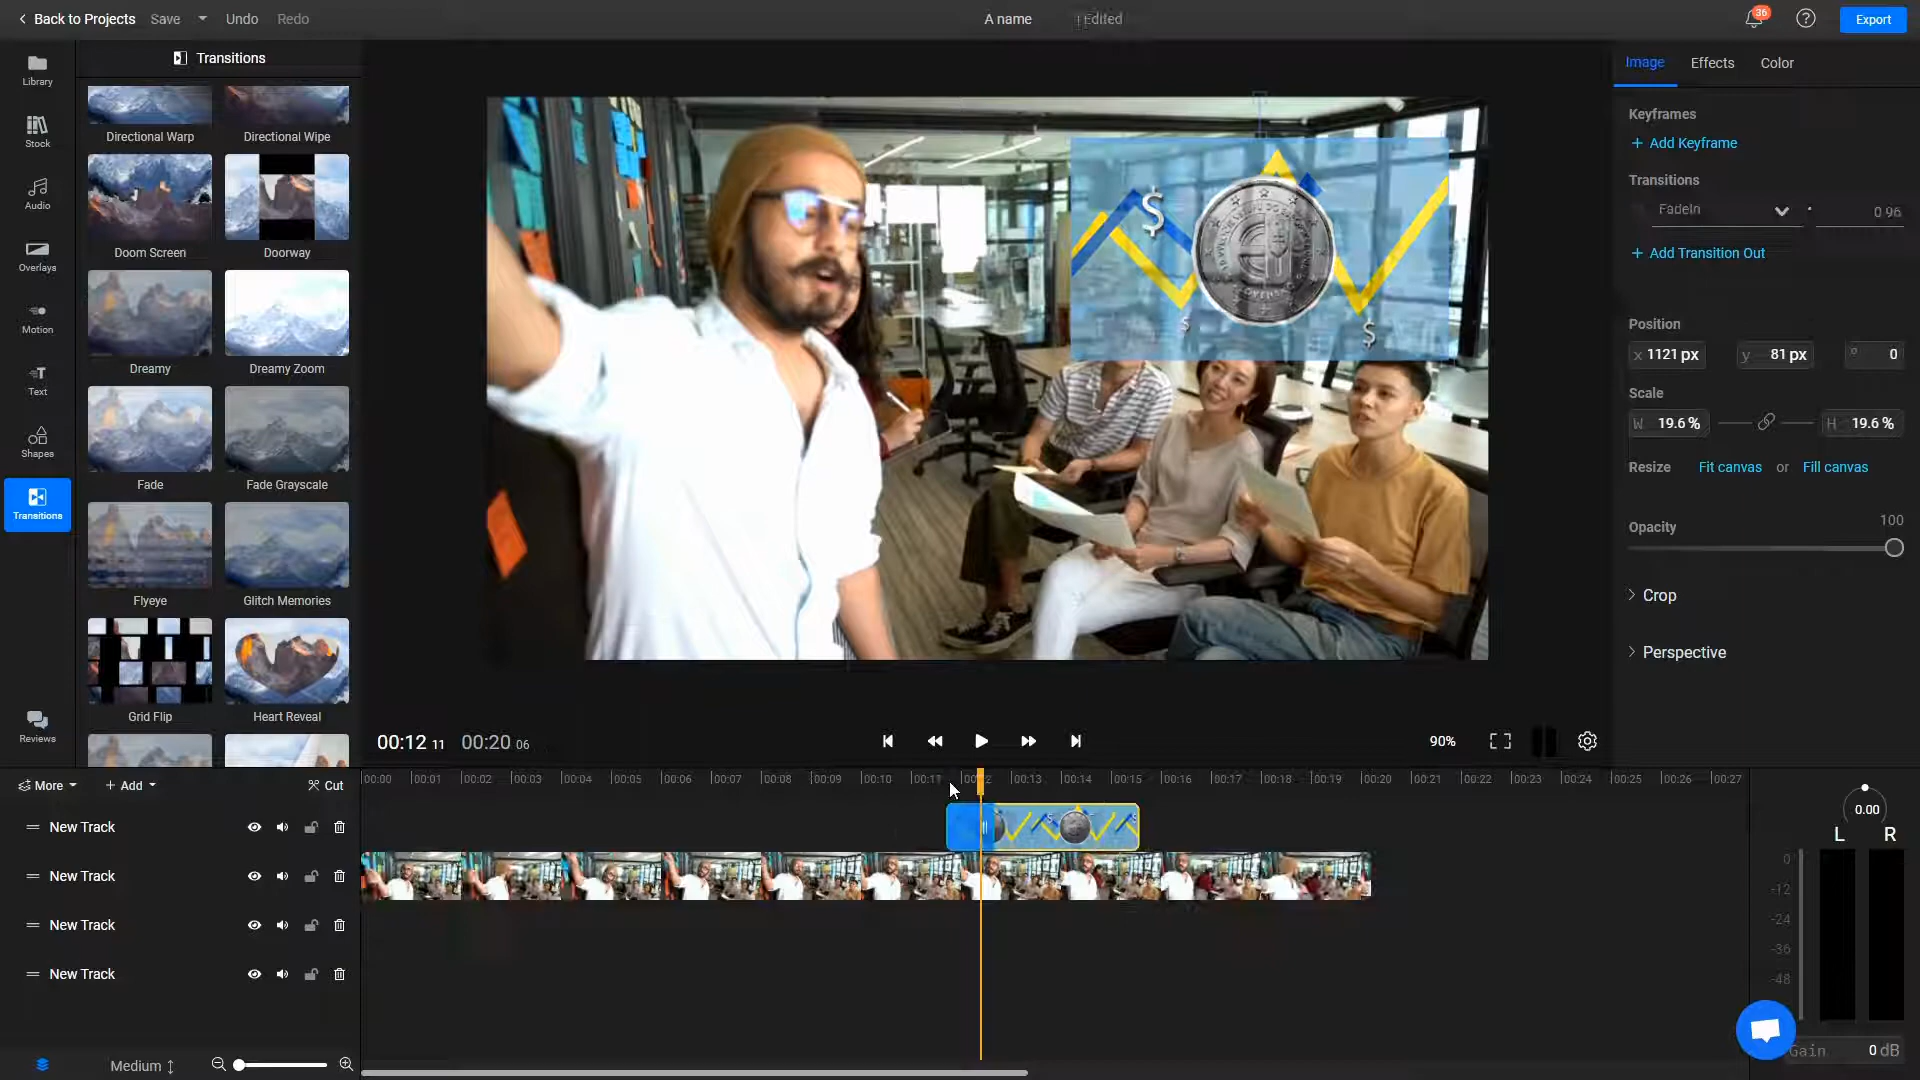 Back to Projects Save Undo Redo A name Edited 36 ? Export
Library
Stock
Audio
Overlays
Motion
Text
Shapes
Transitions
Reviews
Transitions
Directional Warp Directional Wipe
Doom Screen Doorway
Dreamy Dreamy Zoom
Fade Fade Grayscale
Flyeye Glitch Memories
Grid Flip Heart Reveal
$
$
$
Image Effects Color
Keyframes
+ Add Keyframe
Transitions
FadeIn 0.96
+ Add Transition Out
Position
x 1121 px y 81 px ° 0
Scale
W 19.6 % H 19.6 %
Resize Fit canvas or Fill canvas
Opacity 100
Crop
Perspective
00:12 11 00:20 06 90%
More + Add Cut
00:00 00:01 00:02 00:03 00:04 00:05 00:06 00:07 00:08 00:09 00:10 00:11 00:12 00:13 00:14 00:15 00:16 00:17 00:18 00:19 00:20 00:21 00:22 00:23 00:24 00:25 00:26 00:27
New Track
New Track
New Track
New Track
Medium
0.00
L R
0
-12
-24
-36
-48
Gain 0 dB